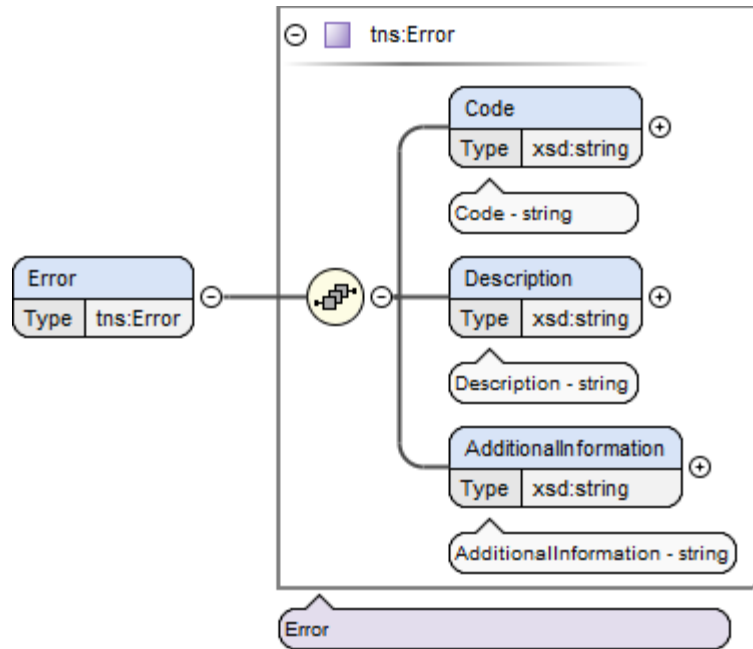 tns:Error
Code
Type xsd:string
Code - string
Error
Type tns:Error
Description
Type xsd:string
Description - string
AdditionalInformation
Type xsd:string
AdditionalInformation - string
Error